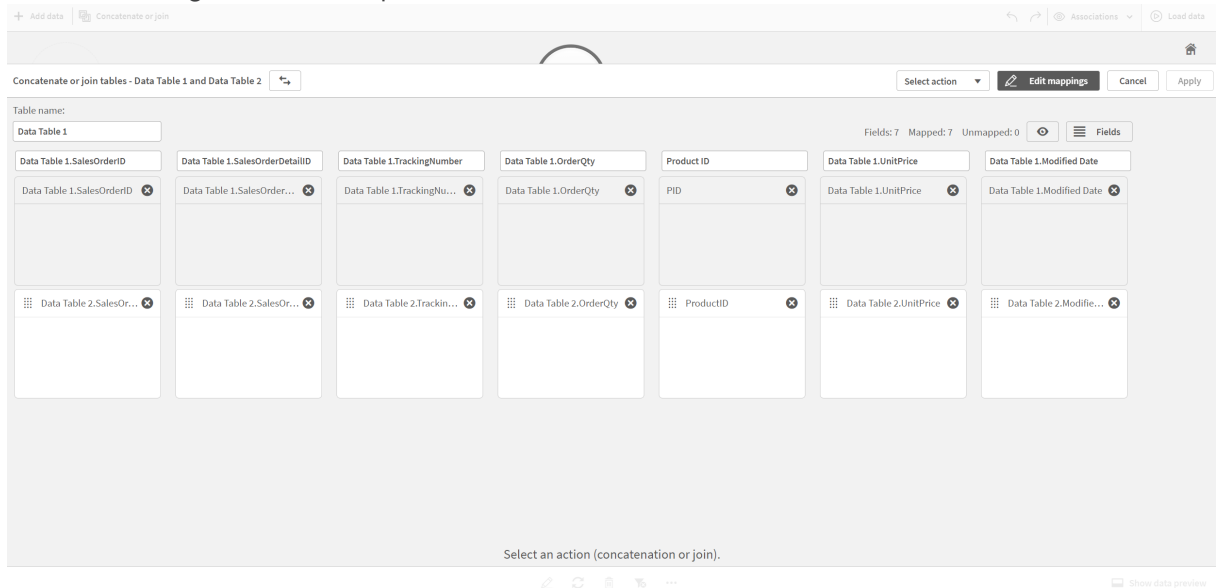 Add data Concatenate or join Associations Load data
Concatenate or join tables - Data Table 1 and Data Table 2 Select action Edit mappings Cancel Apply
Table name:
Data Table 1 Fields: 7 Mapped: 7 Unmapped: 0 Fields
Data Table 1.SalesOrderID Data Table 1.SalesOrderDetailID Data Table 1.TrackingNumber Data Table 1.OrderQty Product ID Data Table 1.UnitPrice Data Table 1.Modified Date
Data Table 1.SalesOrderID Data Table 1.SalesOrder... Data Table 1.TrackingNu... Data Table 1.OrderQty PID Data Table 1.UnitPrice Data Table 1.Modified Date
Data Table 2.SalesOr... Data Table 2.SalesOr... Data Table 2.Trackin... Data Table 2.OrderQty ProductID Data Table 2.UnitPrice Data Table 2.Modifie...
Select an action (concatenation or join).
Show data preview